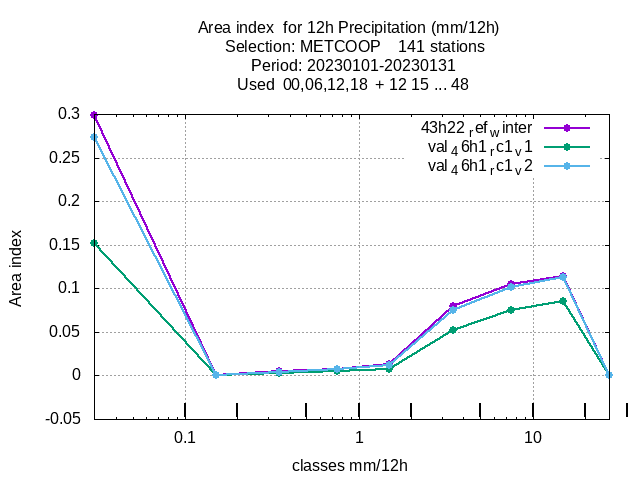 Area index  for 12h Precipitation (mm/12h)
Selection: METCOOP    141 stations
Period: 20230101-20230131
Used  00,06,12,18  + 12 15 ... 48
43h22_ref_winter
val_46h1_rc1_v1
val_46h1_rc1_v2
0.3
0.25
0.2
0.15
0.1
0.05
0
-0.05
Area index
0.1
1
10
classes mm/12h